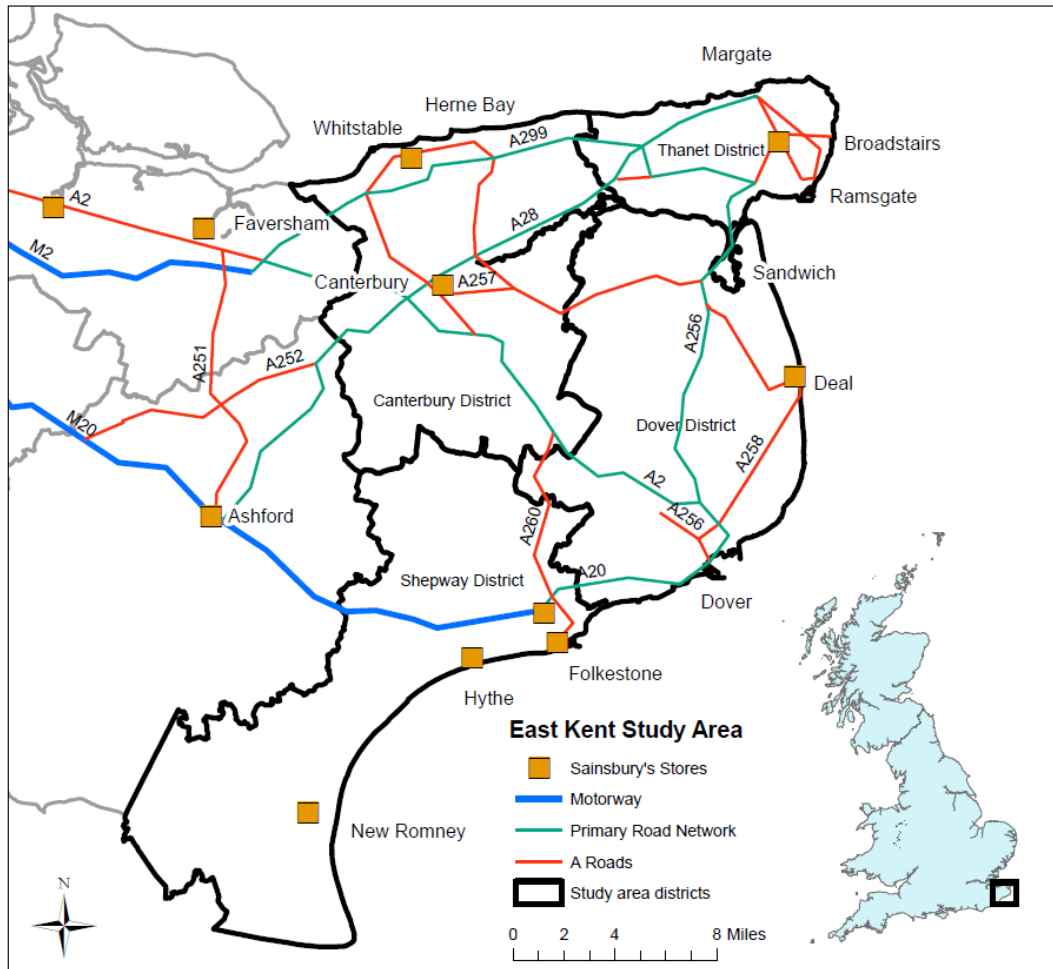 Margate
Herne Bay
Whitstable
A299
Thanet District
Broadstairs
A2
Ramsgate
Faversham
A28
M2
Sandwich
Canterbury
A257
A256
A251
A252
Deal
Canterbury District
Dover District
M20
A258
A2
Ashford
A260
A256
Shepway District
A20
Dover
Folkestone
Hythe
East Kent Study Area
Sainsbury's Stores
Motorway
New Romney
Primary Road Network
A Roads
N
Study area districts
0 2 4 8 Miles